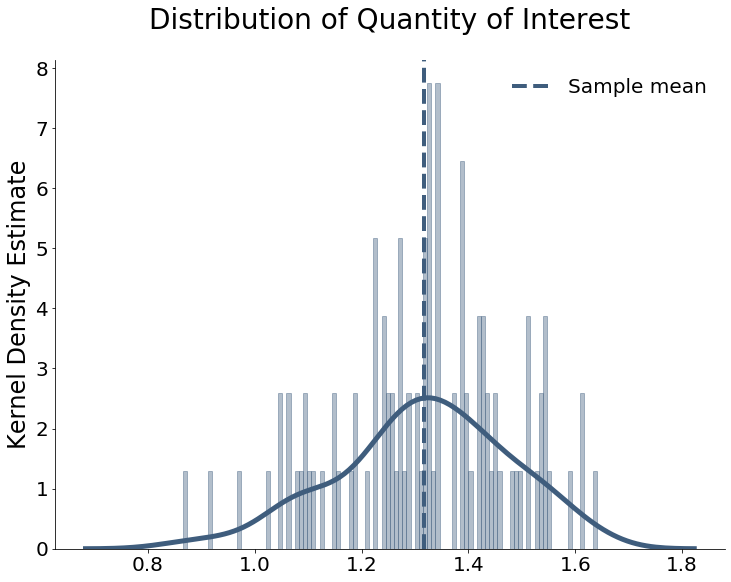 Distribution of Quantity of Interest
Sample mean
Kernel Density Estimate
8
7
6
5
4
3
2
1
0
0.8 1.0 1.2 1.4 1.6 1.8